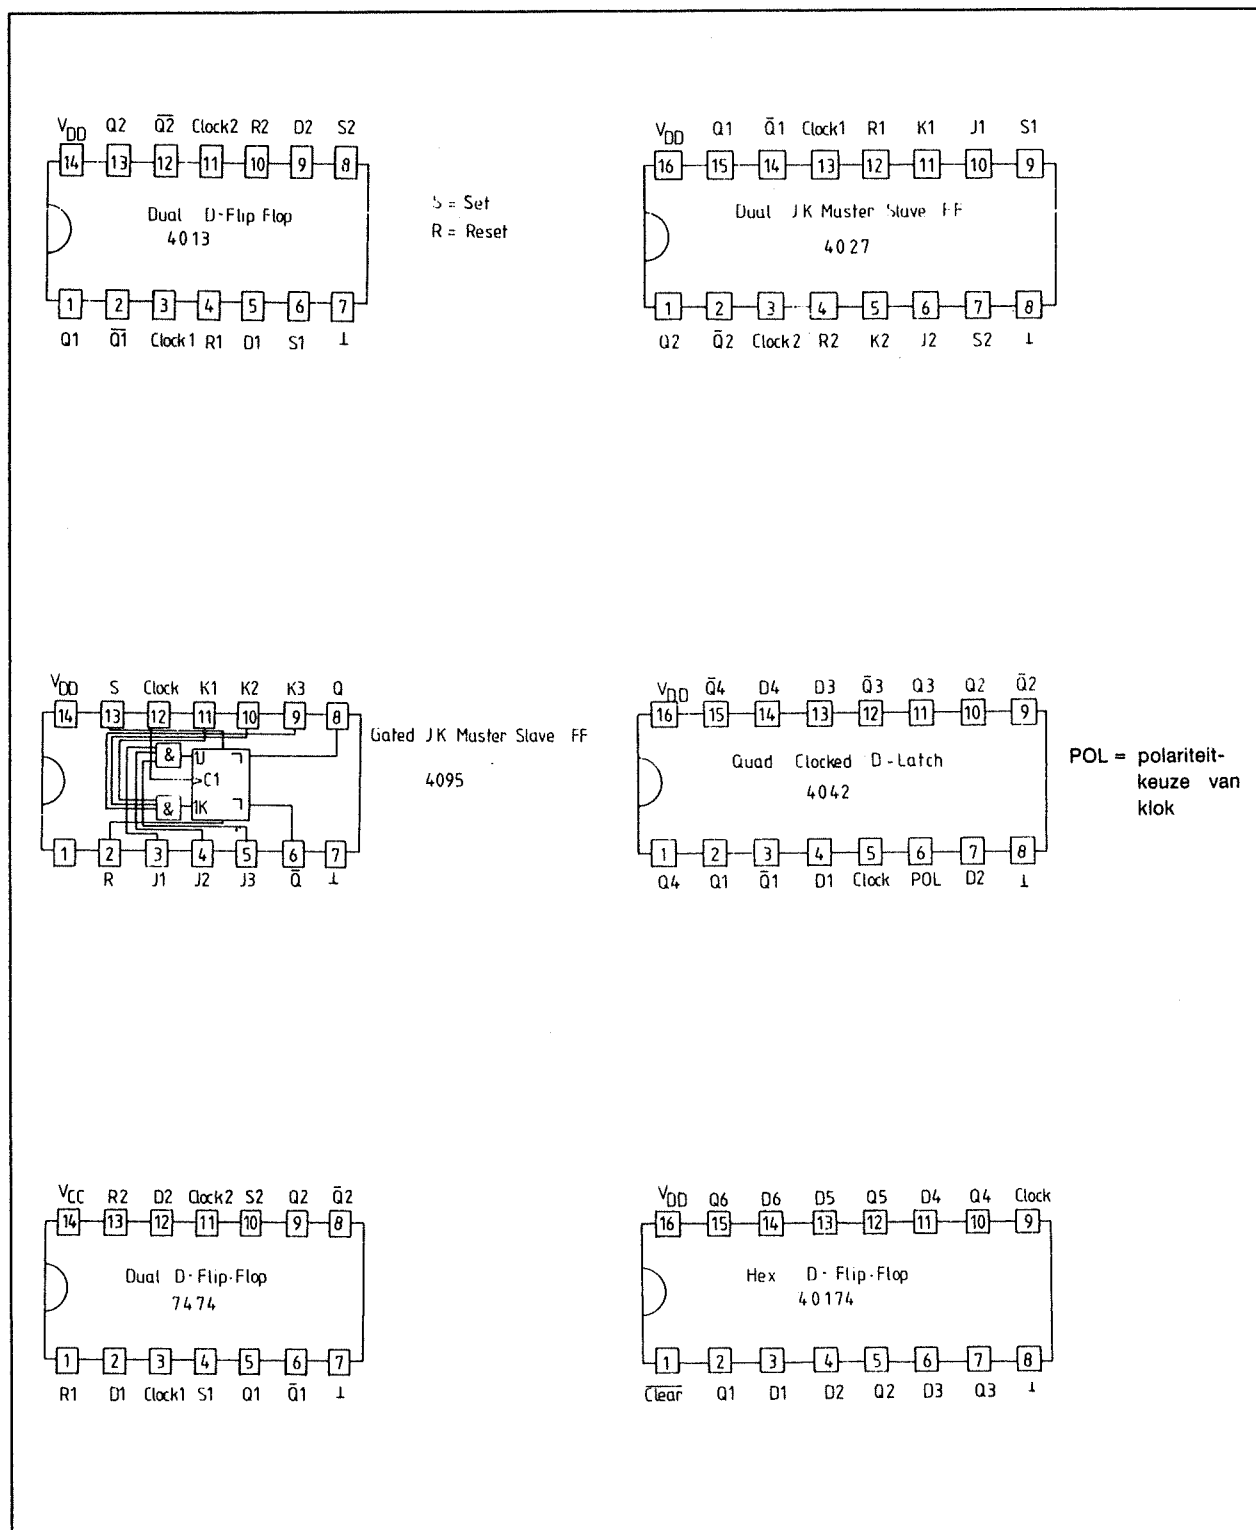 V_DD Q2 Q̅2̅ Clock2 R2 D2 S2
14 13 12 11 10 9 8
Dual D-Flip Flop
4013
1 2 3 4 5 6 7
Q1 Q̅1̅ Clock1 R1 D1 S1 ⊥
S = Set
R = Reset
V_DD Q1 Q̅1 Clock1 R1 K1 J1 S1
16 15 14 13 12 11 10 9
Dual JK Muster Slave FF
4027
1 2 3 4 5 6 7 8
Q2 Q̅2 Clock2 R2 K2 J2 S2 ⊥
V_DD S Clock K1 K2 K3 Q
14 13 12 11 10 9 8
& 1J
C1
& 1K
1 2 3 4 5 6 7
R J1 J2 J3 Q̅ ⊥
Gated JK Muster Slave FF
4095
V_DD Q̅4 D4 D3 Q̅3 Q3 Q2 Q̅2
16 15 14 13 12 11 10 9
Quad Clocked D-Latch
4042
1 2 3 4 5 6 7 8
Q4 Q1 Q̅1 D1 Clock POL D2 ⊥
POL = polariteit-
keuze van
klok
V_CC R2 D2 Clock2 S2 Q2 Q̅2
14 13 12 11 10 9 8
Dual D-Flip-Flop
7474
1 2 3 4 5 6 7
R1 D1 Clock1 S1 Q1 Q̅1 ⊥
V_DD Q6 D6 D5 Q5 D4 Q4 Clock
16 15 14 13 12 11 10 9
Hex D-Flip-Flop
40174
1 2 3 4 5 6 7 8
C̅l̅e̅a̅r̅ Q1 D1 D2 Q2 D3 Q3 ⊥